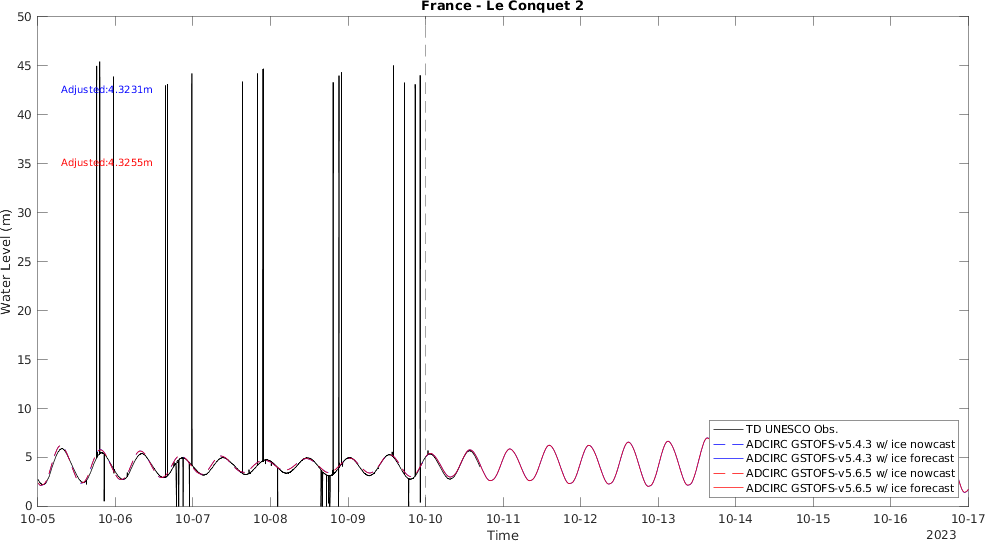 France - Le Conquet 2
50
45
40
35
30
25
20
15
10
5
0
Water Level (m)
Adjusted:4.3231m
Adjusted:4.3255m
TD UNESCO Obs.
ADCIRC GSTOFS-v5.4.3 w/ ice nowcast
ADCIRC GSTOFS-v5.4.3 w/ ice forecast
ADCIRC GSTOFS-v5.6.5 w/ ice nowcast
ADCIRC GSTOFS-v5.6.5 w/ ice forecast
10-05 10-06 10-07 10-08 10-09 10-10 10-11 10-12 10-13 10-14 10-15 10-16 10-17
Time
2023